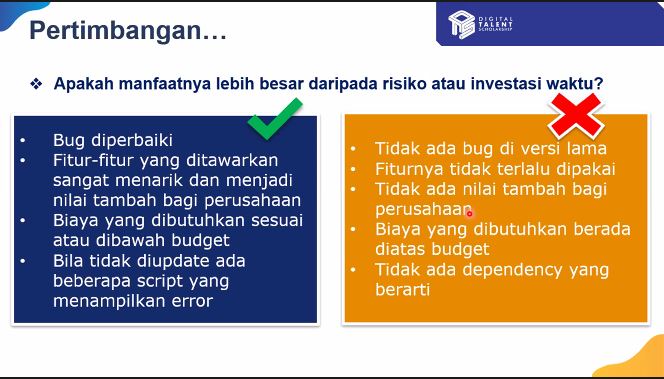 Pertimbangan...
DIGITAL
TALENT
SCHOLARSHIP
❖ Apakah manfaatnya lebih besar daripada risiko atau investasi waktu?
• Bug diperbaiki
• Fitur-fitur yang ditawarkan
sangat menarik dan menjadi
nilai tambah bagi perusahaan
• Biaya yang dibutuhkan sesuai
atau dibawah budget
• Bila tidak diupdate ada
beberapa script yang
menampilkan error
• Tidak ada bug di versi lama
• Fiturnya tidak terlalu dipakai
• Tidak ada nilai tambah bagi
perusahaan
• Biaya yang dibutuhkan berada
diatas budget
• Tidak ada dependency yang
berarti